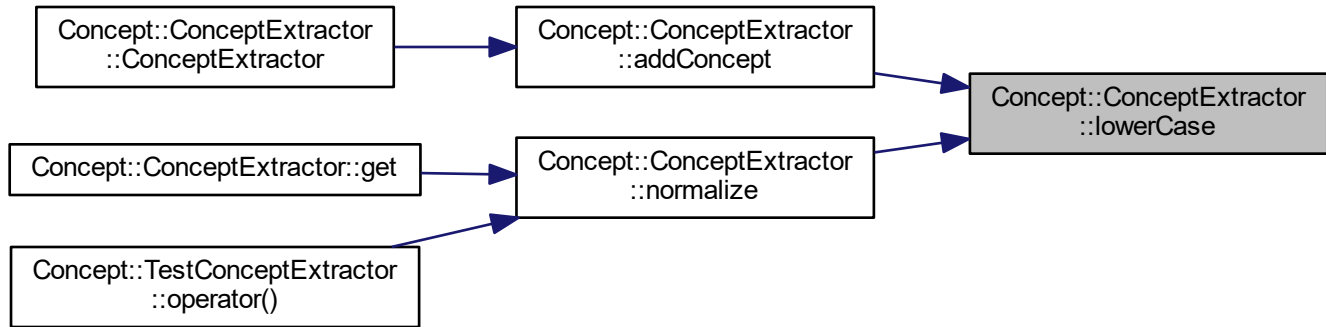 Concept::ConceptExtractor
::ConceptExtractor
Concept::ConceptExtractor
::addConcept
Concept::ConceptExtractor
::lowerCase
Concept::ConceptExtractor::get
Concept::ConceptExtractor
::normalize
Concept::TestConceptExtractor
::operator()